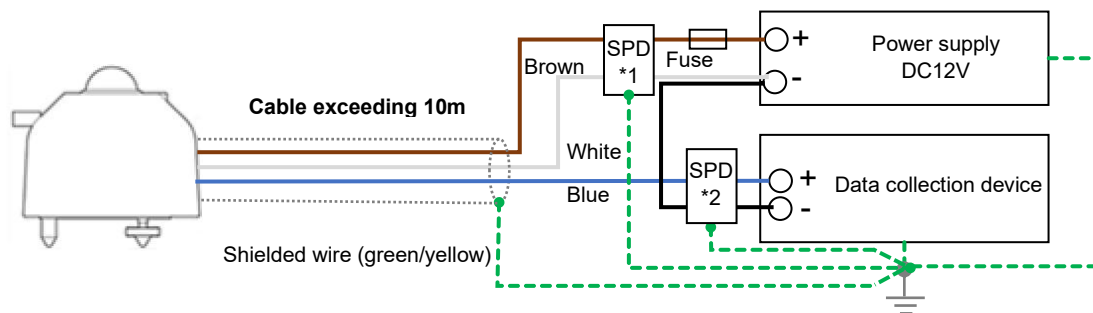 SPD
*1
Fuse
+
-
Power supply
DC12V
Brown
Cable exceeding 10m
White
Blue
SPD
*2
+
-
Data collection device
Shielded wire (green/yellow)